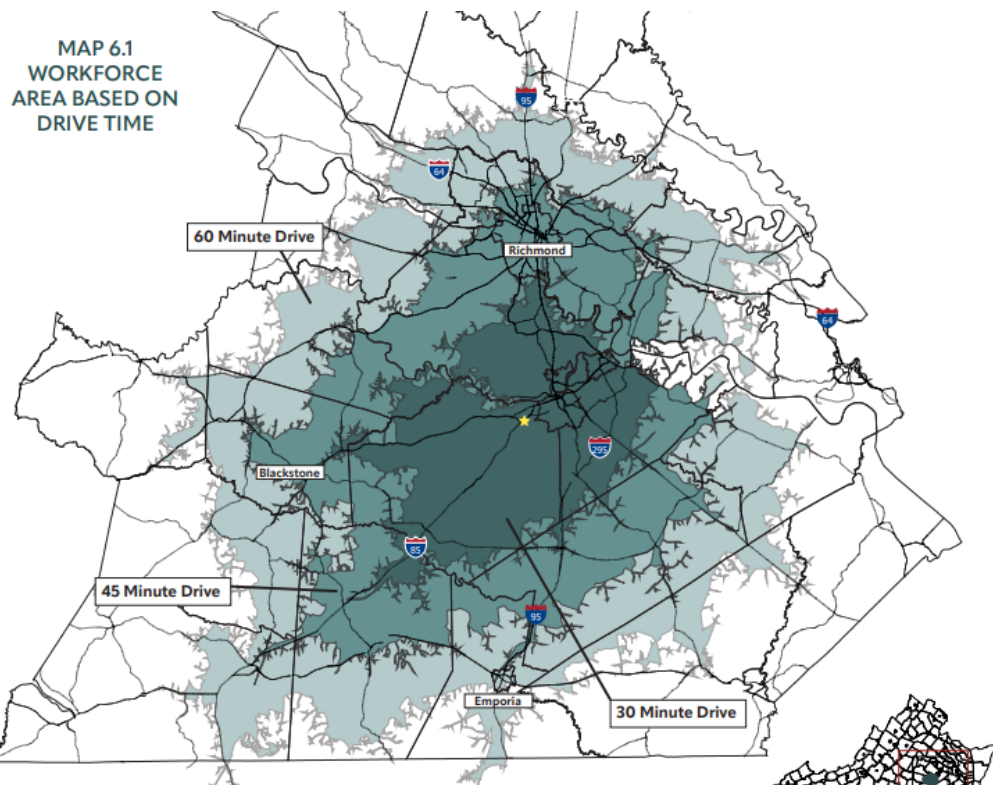 MAP 6.1
WORKFORCE
AREA BASED ON
DRIVE TIME
95
64
60 Minute Drive
Richmond
64
295
Blackstone
85
45 Minute Drive
95
Emporia
30 Minute Drive